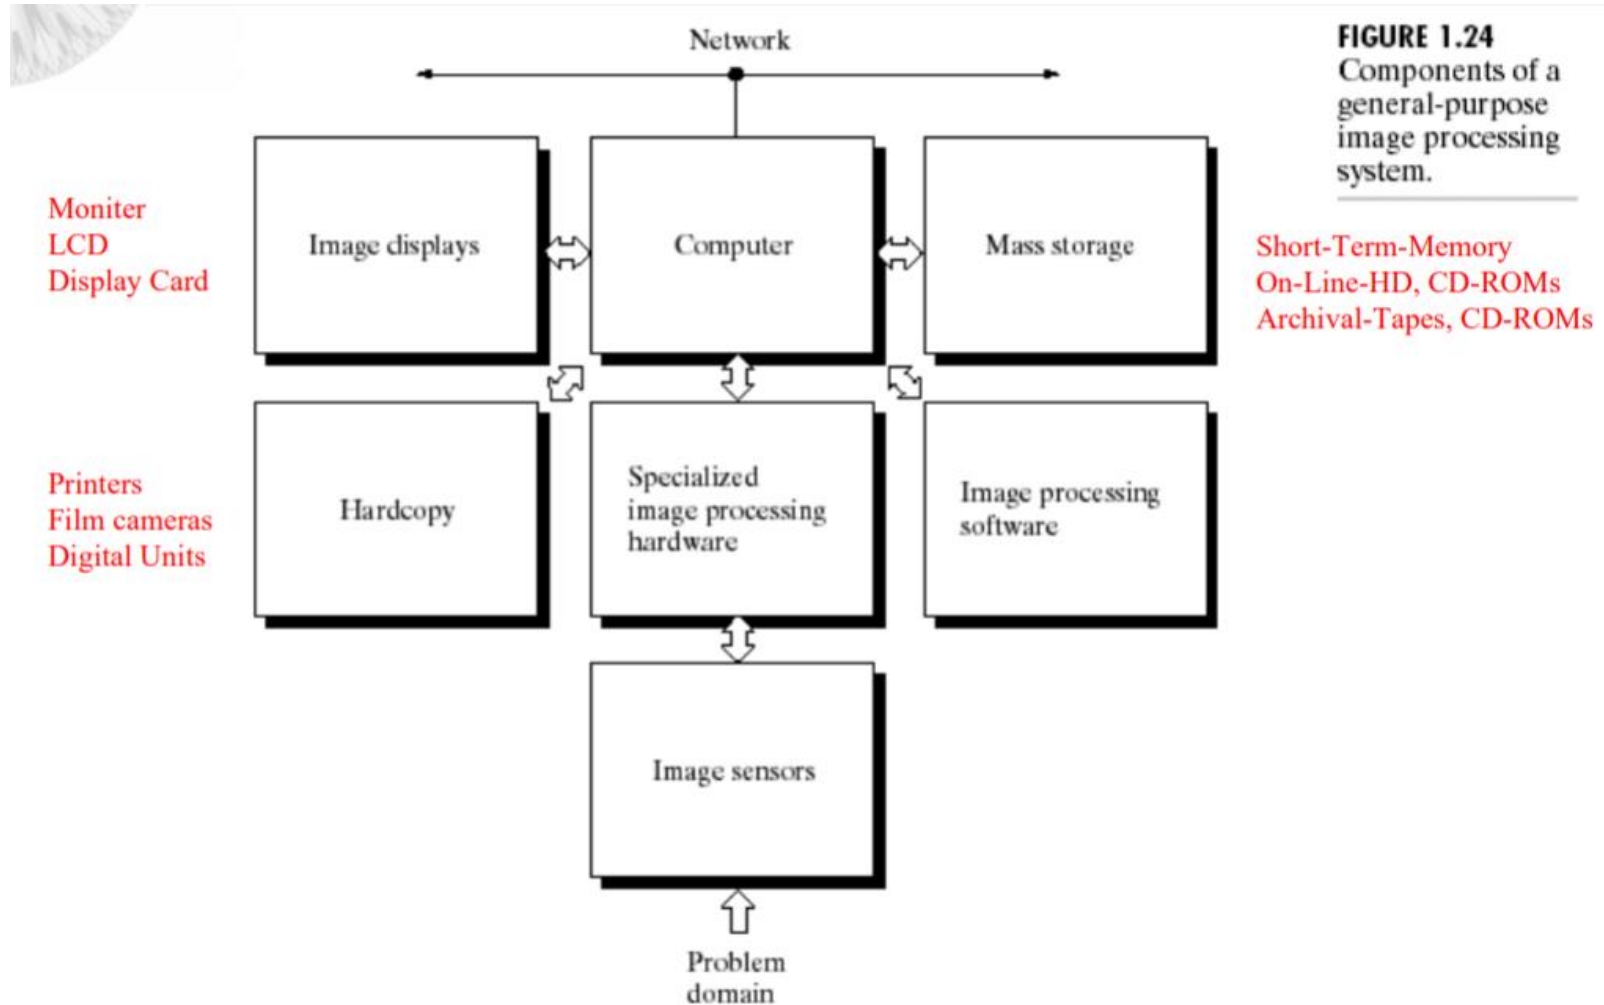 Network
FIGURE 1.24
Components of a
general-purpose
image processing
system.
Moniter
LCD
Display Card
Image displays
Computer
Mass storage
Short-Term-Memory
On-Line-HD, CD-ROMs
Archival-Tapes, CD-ROMs
Printers
Film cameras
Digital Units
Hardcopy
Specialized
image processing
hardware
Image processing
software
Image sensors
Problem
domain